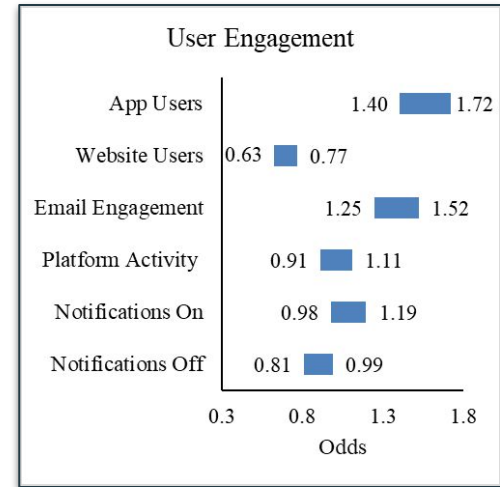 User Engagement
App Users 1.40 1.72
Website Users 0.63 0.77
Email Engagement 1.25 1.52
Platform Activity 0.91 1.11
Notifications On 0.98 1.19
Notifications Off 0.81 0.99
0.3 0.8 1.3 1.8
Odds